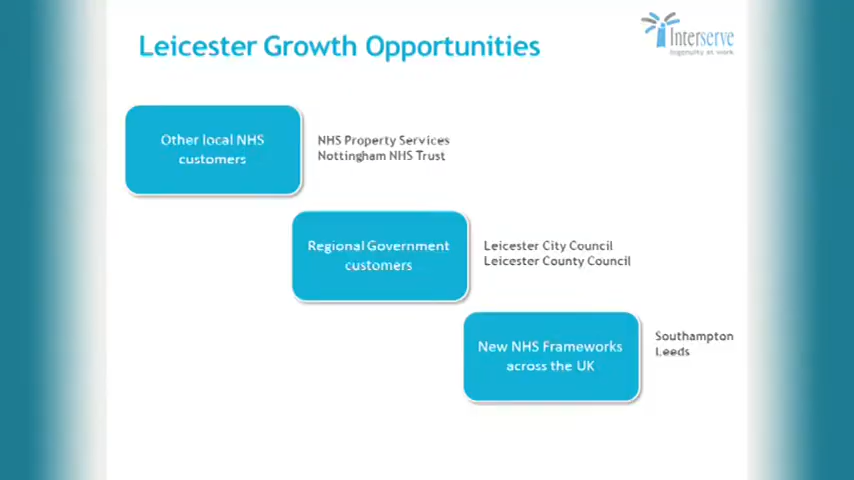 Leicester Growth Opportunities
Interserve
Ingenuity at work
Other local NHS
customers
NHS Property Services
Nottingham NHS Trust
Regional Government
customers
Leicester City Council
Leicester County Council
New NHS Frameworks
across the UK
Southampton
Leeds